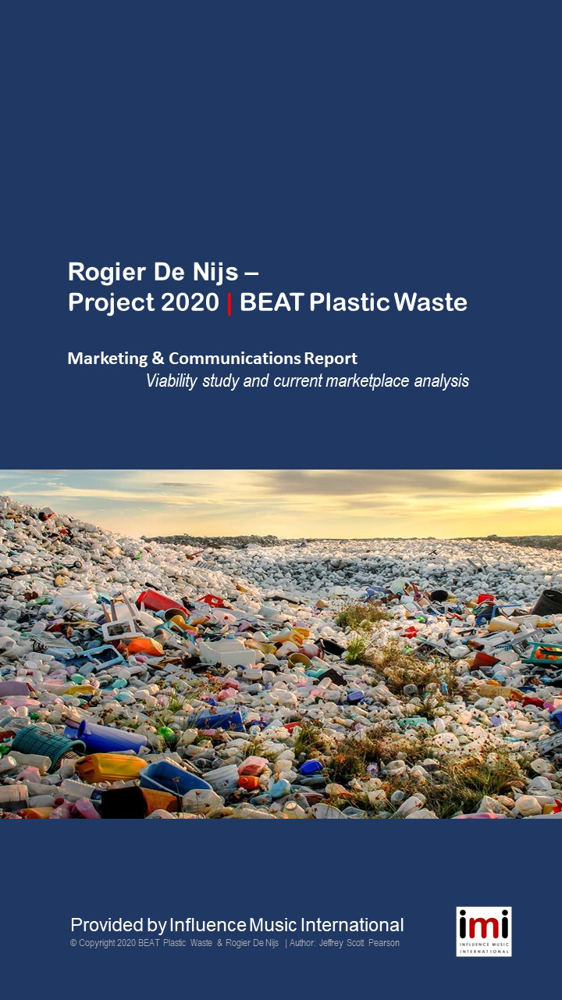 Rogier De Nijs –
Project 2020 | BEAT Plastic Waste
Marketing & Communications Report
Viability study and current marketplace analysis
Provided by Influence Music International
© Copyright 2020 BEAT Plastic Waste & Rogier De Nijs | Author: Jeffrey Scott Pearson
imi
INFLUENCE MUSIC
INTERNATIONAL